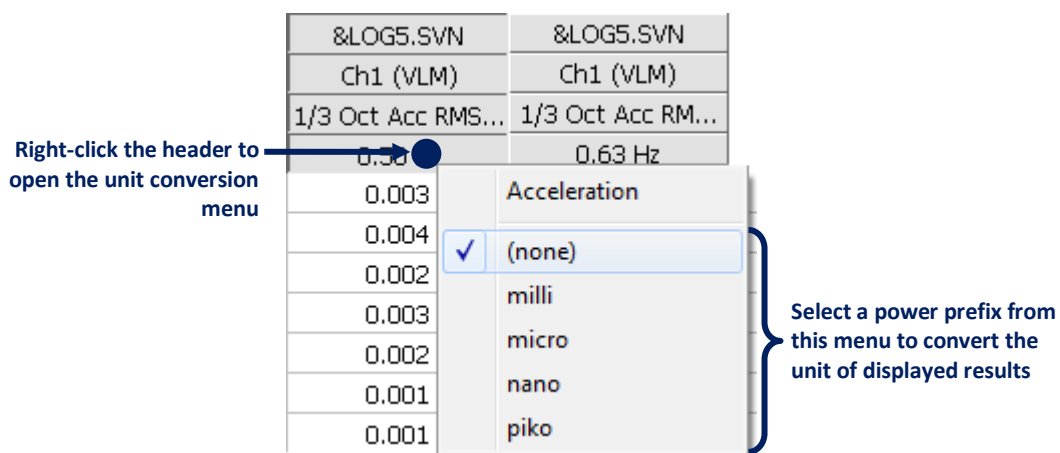 &LOG5.SVN &LOG5.SVN
Ch1 (VLM) Ch1 (VLM)
1/3 Oct Acc RMS... 1/3 Oct Acc RM...
Right-click the header to
open the unit conversion
menu
0.50 0.63 Hz
0.003
0.004
0.002
0.003
0.002
0.001
0.001
Acceleration
(none)
milli
micro
nano
piko
Select a power prefix from
this menu to convert the
unit of displayed results